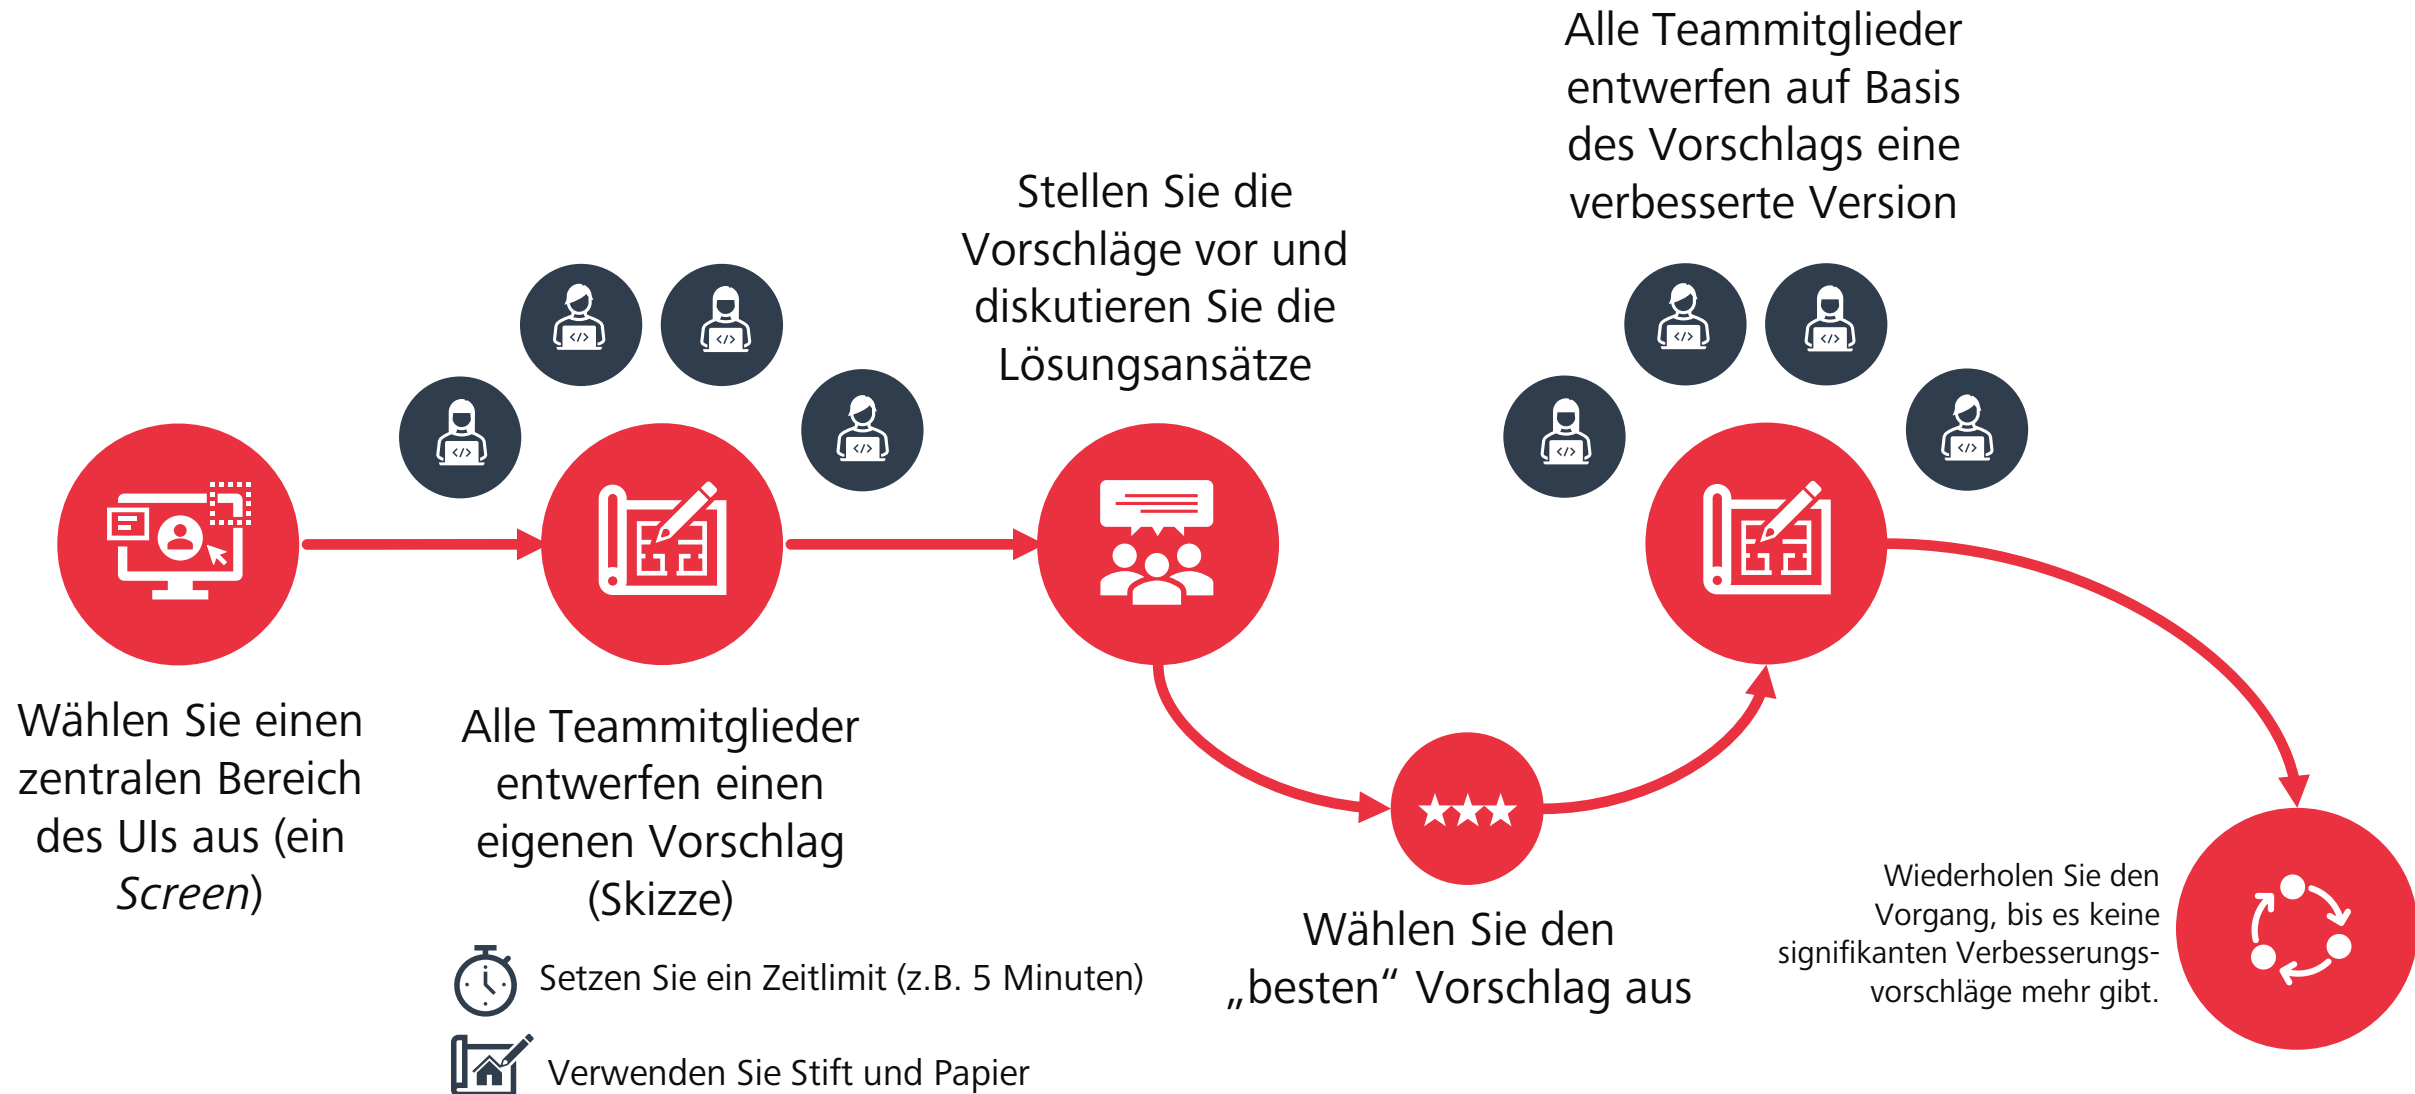 Wählen Sie einen
zentralen Bereich
des UIs aus (ein
Screen)
Alle Teammitglieder
entwerfen einen
eigenen Vorschlag
(Skizze)
Setzen Sie ein Zeitlimit (z.B. 5 Minuten)
Verwenden Sie Stift und Papier
Stellen Sie die
Vorschläge vor und
diskutieren Sie die
Lösungsansätze
Wählen Sie den
„besten“ Vorschlag aus
Alle Teammitglieder
entwerfen auf Basis
des Vorschlags eine
verbesserte Version
Wiederholen Sie den
Vorgang, bis es keine
signifikanten Verbesserungs-
vorschläge mehr gibt.